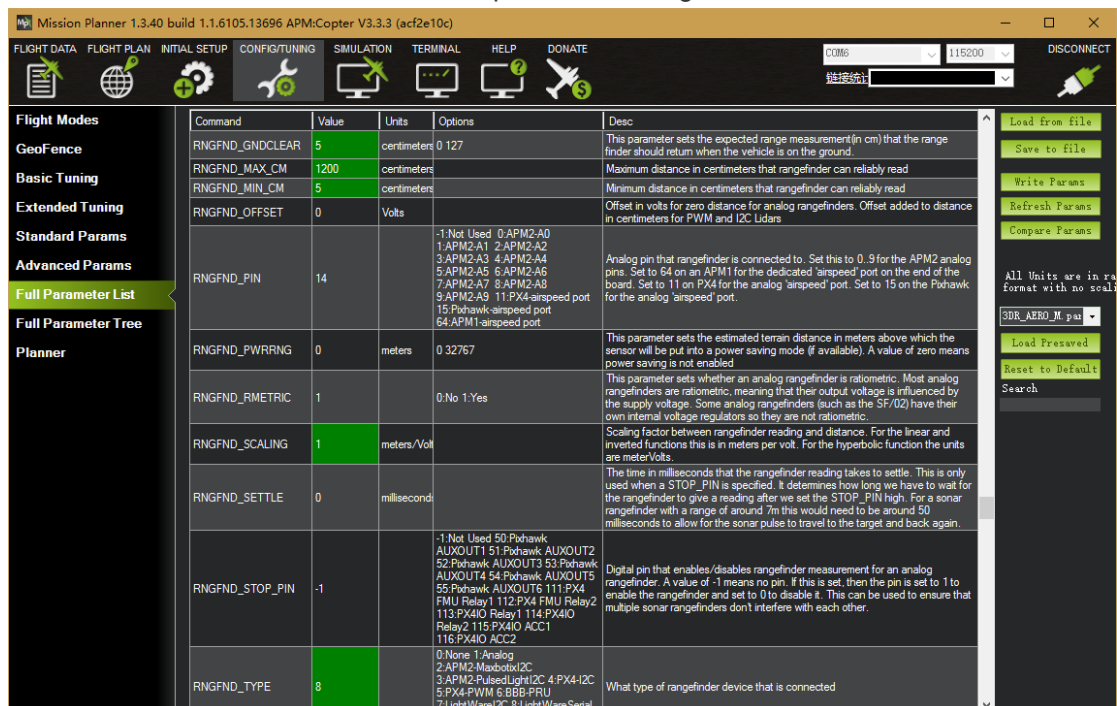 Mission Planner 1.3.40 build 1.1.6105.13696 APM:Copter V3.3.3 (acf2e10c)
FLIGHT DATA FLIGHT PLAN INITIAL SETUP CONFIG/TUNING SIMULATION TERMINAL HELP DONATE
COM6 115200 DISCONNECT
链接统计
Flight Modes
GeoFence
Basic Tuning
Extended Tuning
Standard Params
Advanced Params
Full Parameter List
Full Parameter Tree
Planner
Command Value Units Options Desc
RNGFND_GNDCLEAR 5 centimeters 0 127
This parameter sets the expected range measurement(in cm) that the range
finder should return when the vehicle is on the ground.
RNGFND_MAX_CM 1200 centimeters Maximum distance in centimeters that rangefinder can reliably read
RNGFND_MIN_CM 5 centimeters Minimum distance in centimeters that rangefinder can reliably read
RNGFND_OFFSET 0 Volts
Offset in volts for zero distance for analog rangefinders. Offset added to distance
in centimeters for PWM and I2C Lidars
RNGFND_PIN 14
-1:Not Used 0:APM2-A0
1:APM2-A1 2:APM2-A2
3:APM2-A3 4:APM2-A4
5:APM2-A5 6:APM2-A6
7:APM2-A7 8:APM2-A8
9:APM2-A9 11:PX4-airspeed port
15:Pixhawk-airspeed port
64:APM1-airspeed port
Analog pin that rangefinder is connected to. Set this to 0..9 for the APM2 analog
pins. Set to 64 on an APM1 for the dedicated 'airspeed' port on the end of the
board. Set to 11 on PX4 for the analog 'airspeed' port. Set to 15 on the Pixhawk
for the analog 'airspeed' port.
RNGFND_PWRRNG 0 meters 0 32767
This parameter sets the estimated terrain distance in meters above which the
sensor will be put into a power saving mode (if available). A value of zero means
power saving is not enabled
RNGFND_RMETRIC 1 0:No 1:Yes
This parameter sets whether an analog rangefinder is ratiometric. Most analog
rangefinders are ratiometric, meaning that their output voltage is influenced by
the supply voltage. Some analog rangefinders (such as the SF/02) have their
own internal voltage regulators so they are not ratiometric.
RNGFND_SCALING 1 meters/Volt
Scaling factor between rangefinder reading and distance. For the linear and
inverted functions this is in meters per volt. For the hyperbolic function the units
are meterVolts.
RNGFND_SETTLE 0 milliseconds
The time in milliseconds that the rangefinder reading takes to settle. This is only
used when a STOP_PIN is specified. It determines how long we have to wait for
the rangefinder to give a reading after we set the STOP_PIN high. For a sonar
rangefinder with a range of around 7m this would need to be around 50
milliseconds to allow for the sonar pulse to travel to the target and back again.
RNGFND_STOP_PIN -1
-1:Not Used 50:Pixhawk
AUXOUT1 51:Pixhawk AUXOUT2
52:Pixhawk AUXOUT3 53:Pixhawk
AUXOUT4 54:Pixhawk AUXOUT5
55:Pixhawk AUXOUT6 111:PX4
FMU Relay1 112:PX4 FMU Relay2
113:PX4IO Relay1 114:PX4IO
Relay2 115:PX4IO ACC1
116:PX4IO ACC2
Digital pin that enables/disables rangefinder measurement for an analog
rangefinder. A value of -1 means no pin. If this is set, then the pin is set to 1 to
enable the rangefinder and set to 0 to disable it. This can be used to ensure that
multiple sonar rangefinders don't interfere with each other.
RNGFND_TYPE 8
0:None 1:Analog
2:APM2-MaxbotixI2C
3:APM2-PulsedLightI2C 4:PX4-I2C
5:PX4-PWM 6:BBB-PRU
7:LightWareI2C 8:LightWareSerial
What type of rangefinder device that is connected
Load from file
Save to file
Write Params
Refresh Params
Compare Params
All Units are in ra
format with no scali
3DR_AERO_M.par
Load Presaved
Reset to Default
Search